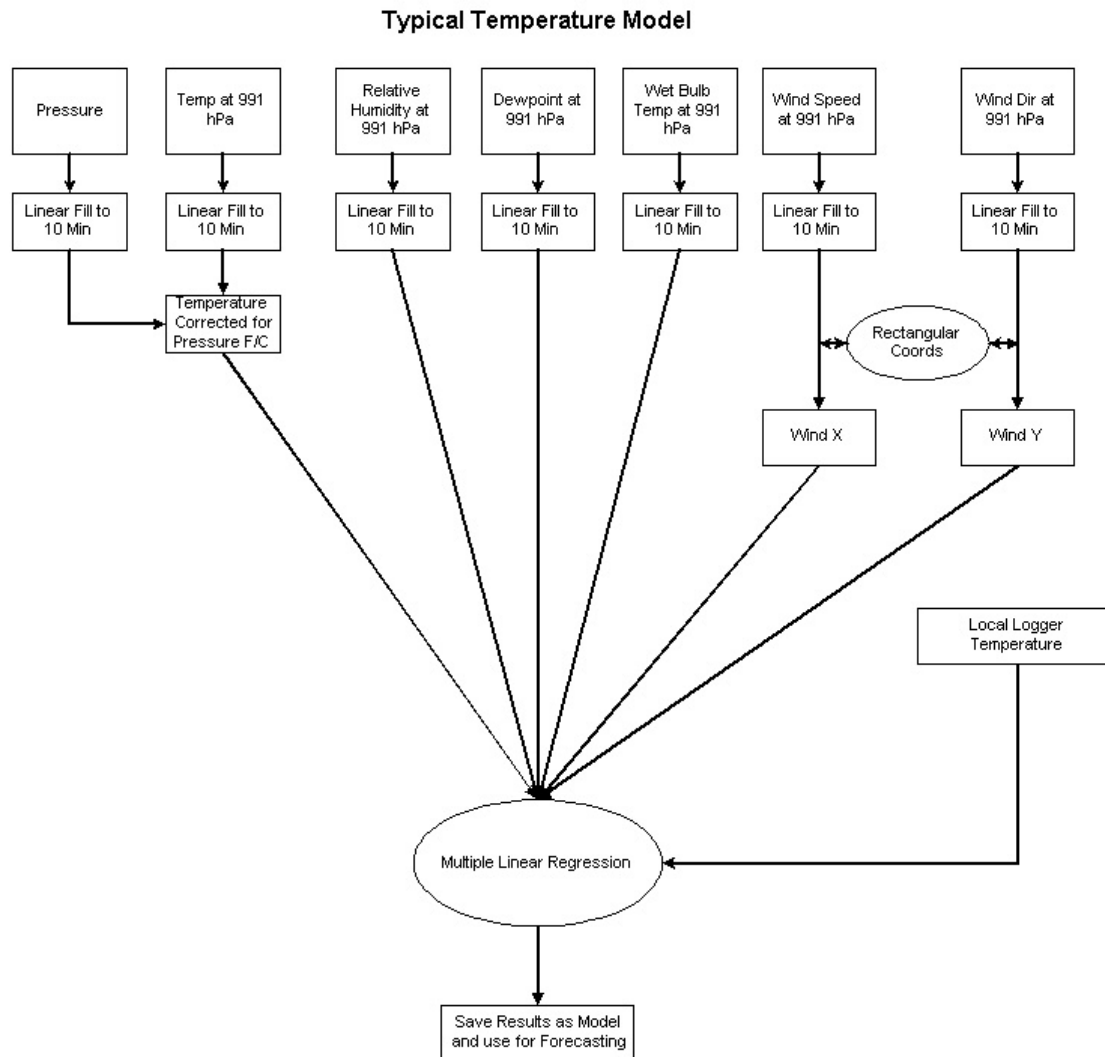 Typical Temperature Model
Pressure
Temp at 991
hPa
Relative
Humidity at
991 hPa
Dewpoint at
991 hPa
Wet Bulb
Temp at 991
hPa
Wind Speed
at 991 hPa
Wind Dir at
991 hPa
Linear Fill to
10 Min
Linear Fill to
10 Min
Linear Fill to
10 Min
Linear Fill to
10 Min
Linear Fill to
10 Min
Linear Fill to
10 Min
Linear Fill to
10 Min
Temperature
Corrected for
Pressure F/C
Rectangular
Coords
Wind X
Wind Y
Local Logger
Temperature
Multiple Linear Regression
Save Results as Model
and use for Forecasting